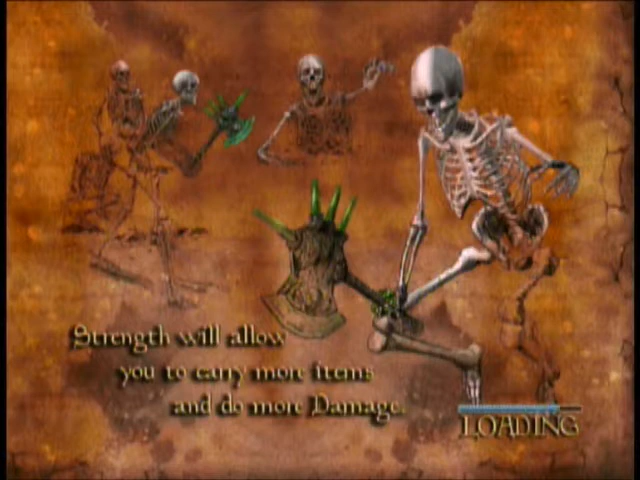 Strength will allow
you to carry more items
and do more Damage.
LOADING